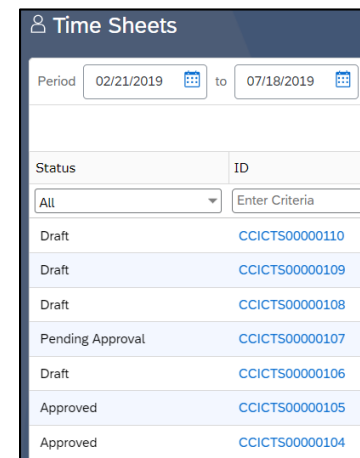 Time Sheets
Period 02/21/2019 to 07/18/2019
Status ID
All Enter Criteria
Draft CCICTS00000110
Draft CCICTS00000109
Draft CCICTS00000108
Pending Approval CCICTS00000107
Draft CCICTS00000106
Approved CCICTS00000105
Approved CCICTS00000104